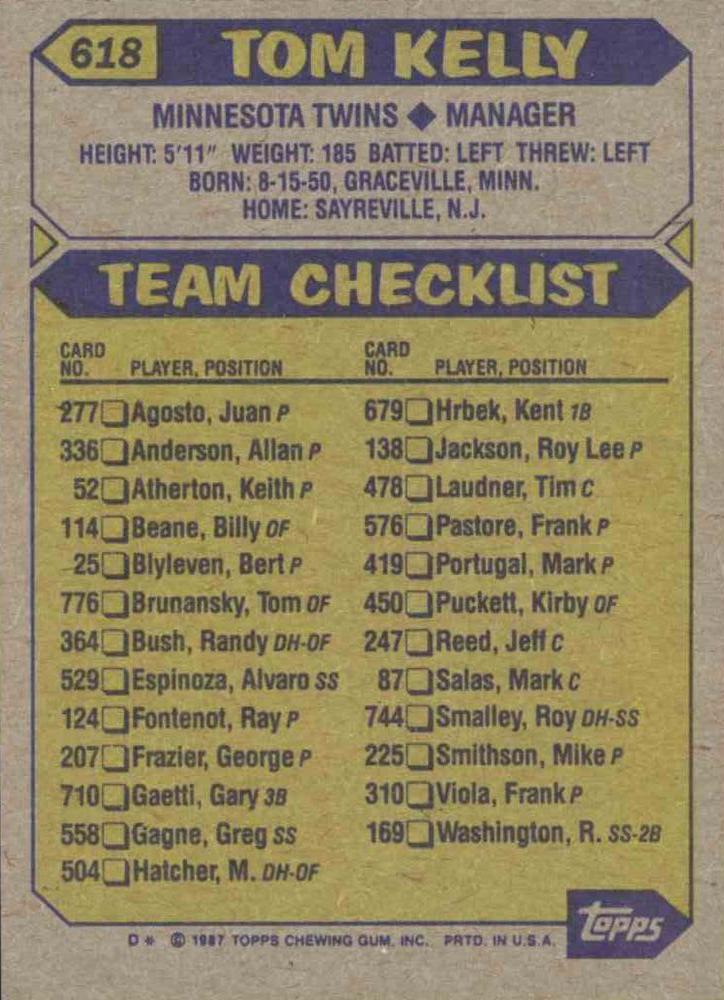 618 TOM KELLY
MINNESOTA TWINS ◆ MANAGER
HEIGHT: 5'11" WEIGHT: 185 BATTED: LEFT THREW: LEFT
BORN: 8-15-50, GRACEVILLE, MINN.
HOME: SAYREVILLE, N.J.
TEAM CHECKLIST
CARD
NO. PLAYER, POSITION
277 Agosto, Juan P
336 Anderson, Allan P
52 Atherton, Keith P
114 Beane, Billy OF
25 Blyleven, Bert P
776 Brunansky, Tom OF
364 Bush, Randy DH-OF
529 Espinoza, Alvaro SS
124 Fontenot, Ray P
207 Frazier, George P
710 Gaetti, Gary 3B
558 Gagne, Greg SS
504 Hatcher, M. DH-OF
CARD
NO. PLAYER, POSITION
679 Hrbek, Kent 1B
138 Jackson, Roy Lee P
478 Laudner, Tim C
576 Pastore, Frank P
419 Portugal, Mark P
450 Puckett, Kirby OF
247 Reed, Jeff C
87 Salas, Mark C
744 Smalley, Roy DH-SS
225 Smithson, Mike P
310 Viola, Frank P
169 Washington, R. SS-2B
topps
D * © 1987 TOPPS CHEWING GUM, INC. PRTD. IN U.S.A.